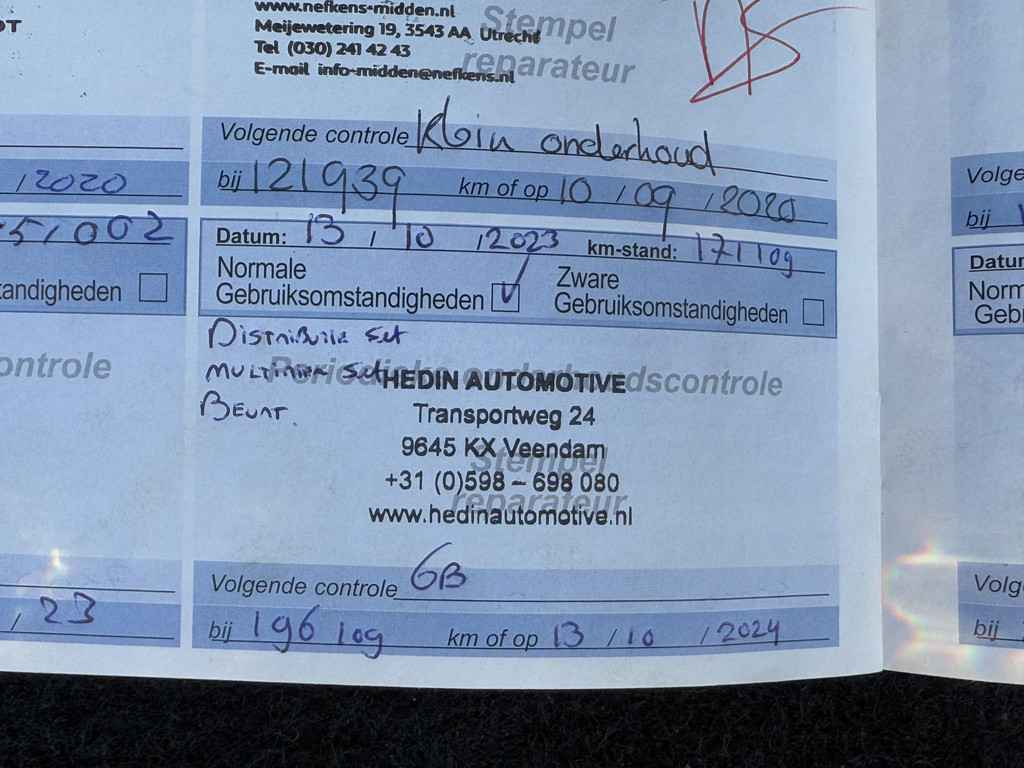 www.nefkens-midden.nl
Meijewetering 19, 3543 AA Utrecht
Tel (030) 241 42 43
E-mail info-midden@nefkens.nl
Stempel
reparateur
Volgende controle Klein onderhoud
bij 121939 km of op 10 / 09 / 2020
/ 2020
Datum: 13 / 10 / 2023 km-stand: 171109
Normale
Gebruiksomstandigheden
Zware
Gebruiksomstandigheden
andigheden
Distributie set
multiriem set
Beurt.
Periodieke onderhoudscontrole
ontrole
HEDIN AUTOMOTIVE
Transportweg 24
9645 KX Veendam
+31 (0)598 – 698 080
www.hedinautomotive.nl
Stempel
reparateur
Volgende controle GB
bij 196109 km of op 13 / 10 / 2024
/ 23
Volge
bij
Datum
Norm
Geb
Volg
bij